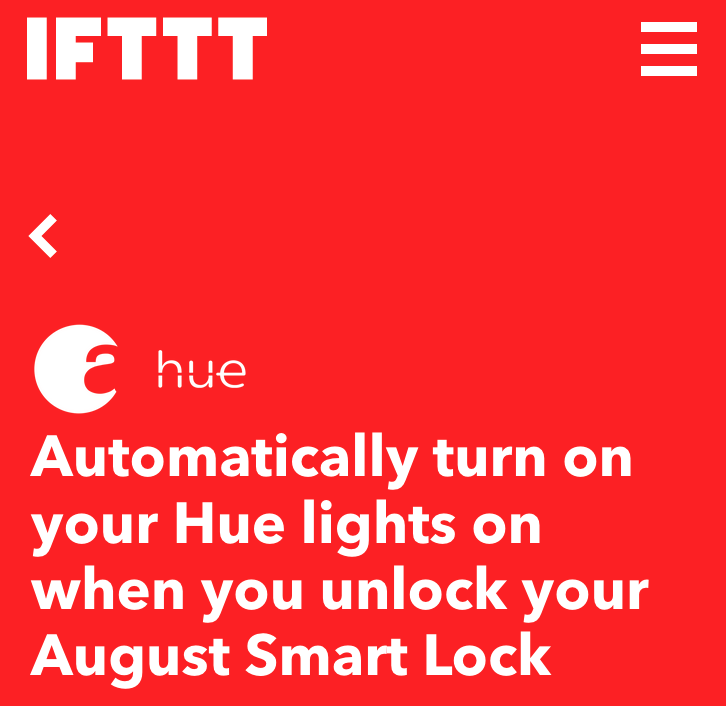 IFTTT
a hue
Automatically turn on
your Hue lights on
when you unlock your
August Smart Lock